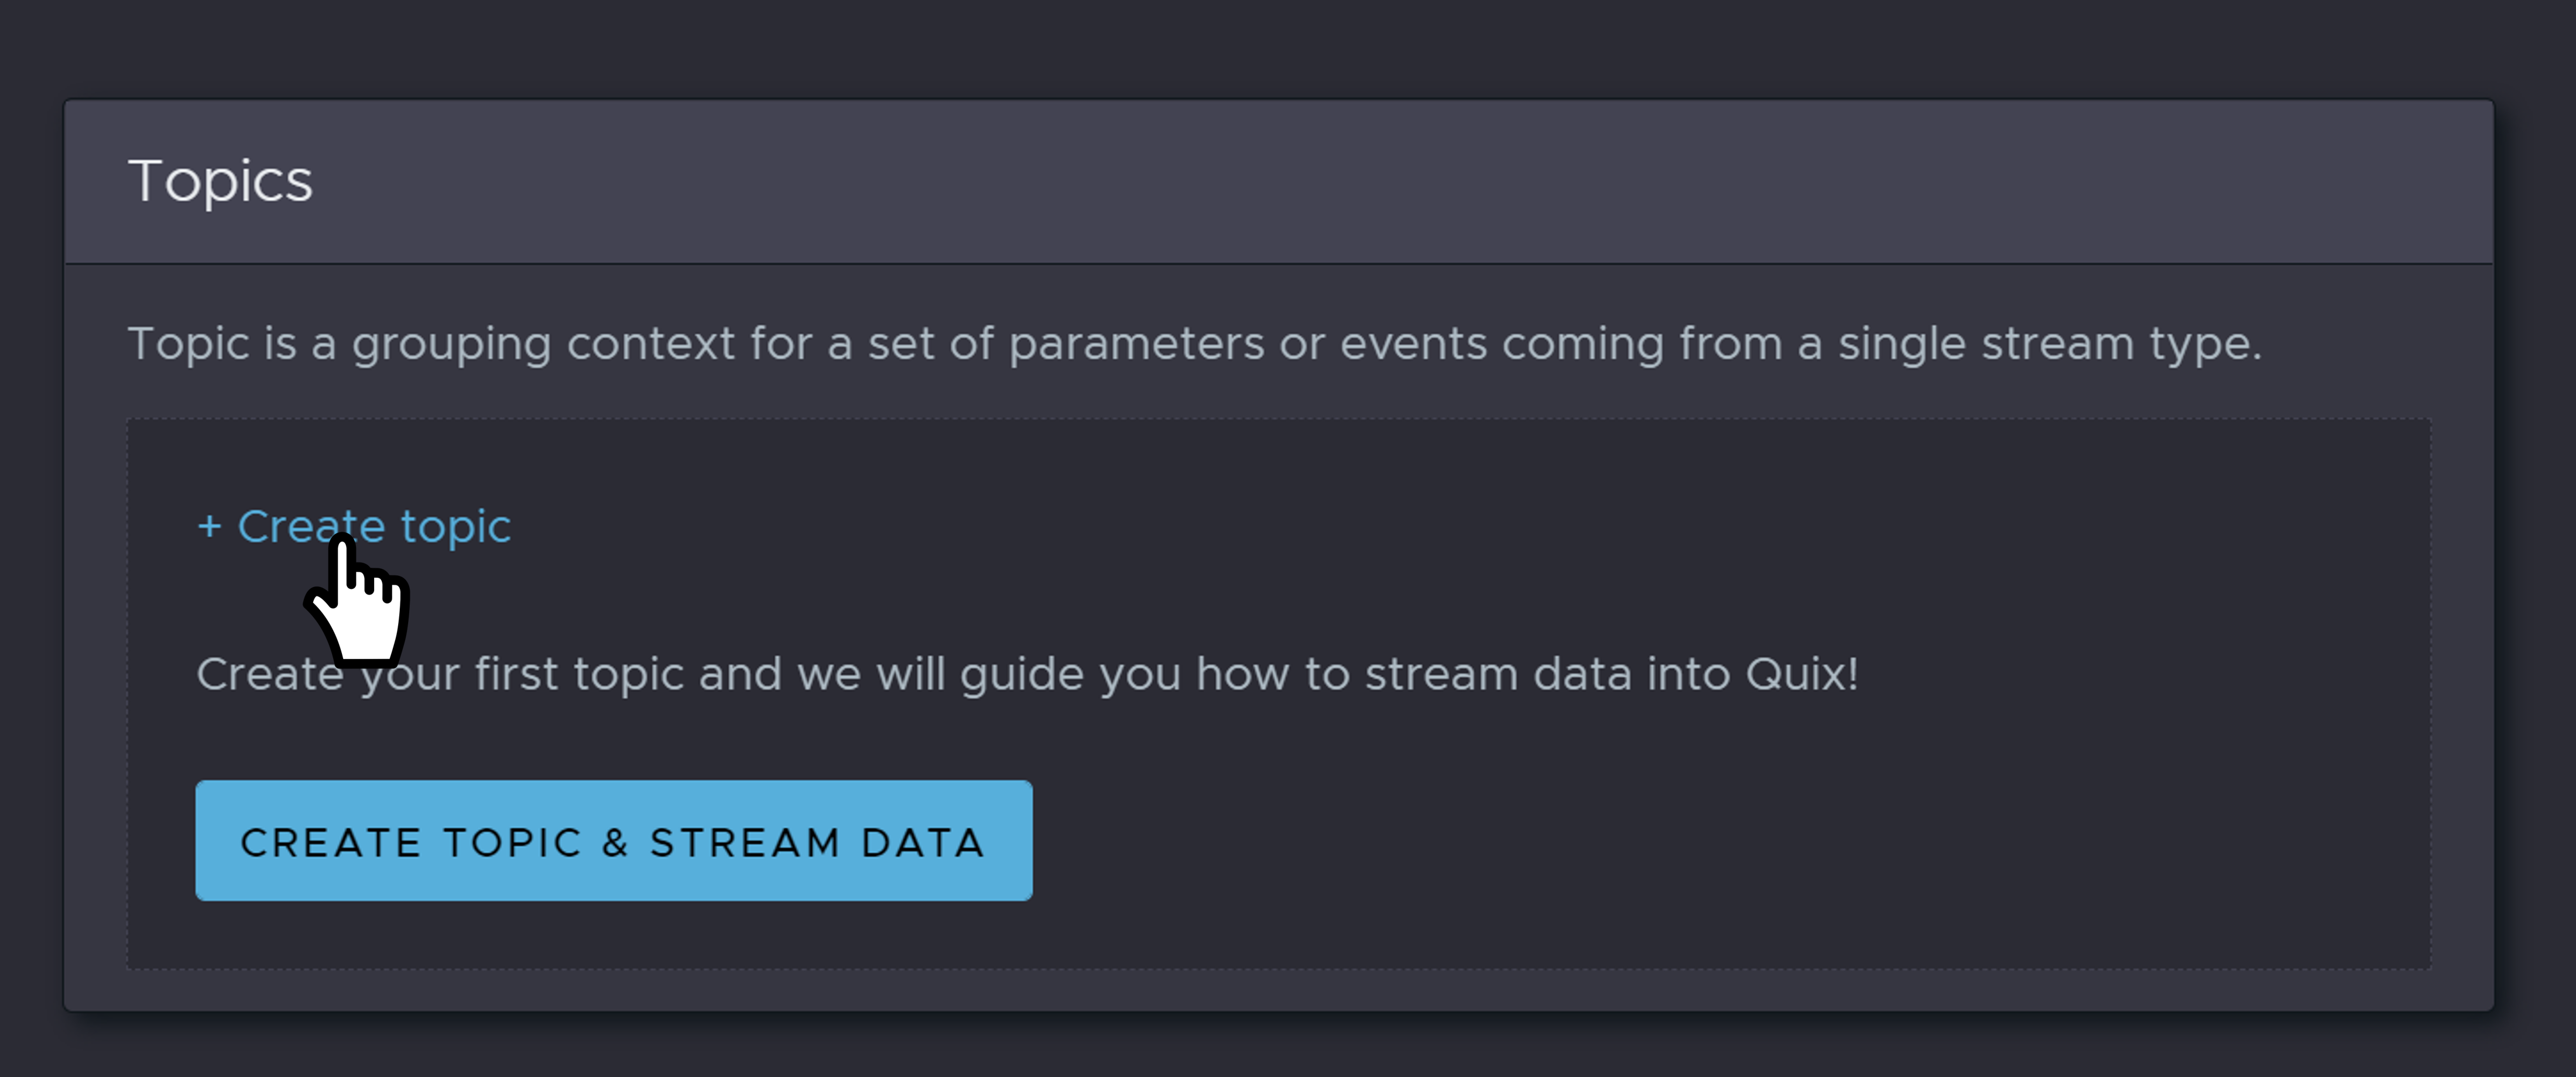 Topics
Topic is a grouping context for a set of parameters or events coming from a single stream type.
+ Create topic
Create your first topic and we will guide you how to stream data into Quix!
CREATE TOPIC & STREAM DATA